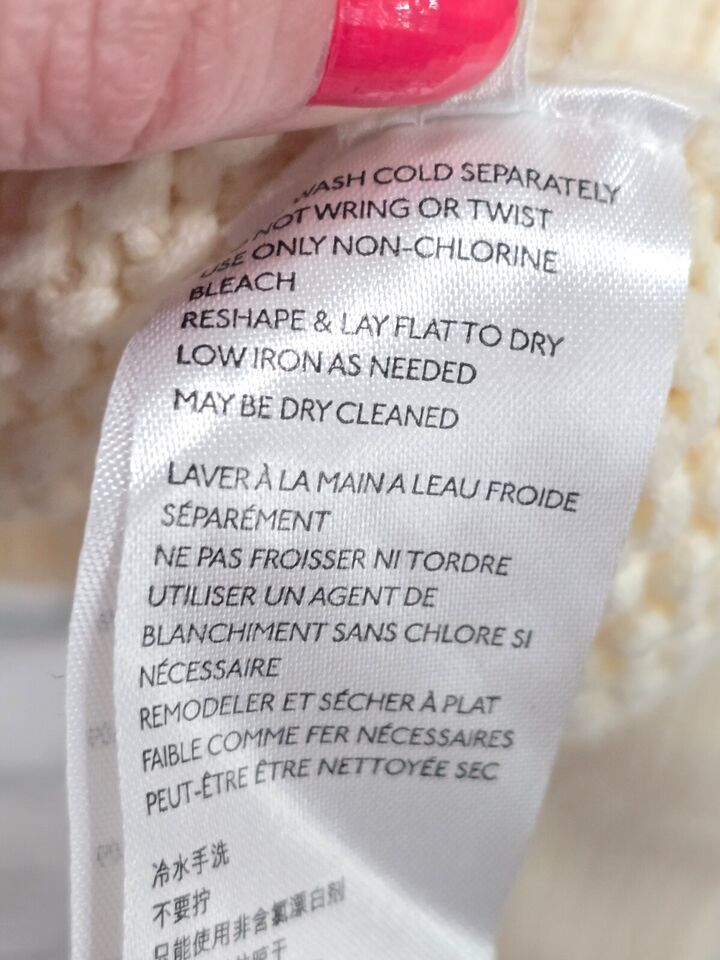 WASH COLD SEPARATELY
NOT WRING OR TWIST
USE ONLY NON-CHLORINE
BLEACH
RESHAPE & LAY FLAT TO DRY
LOW IRON AS NEEDED
MAY BE DRY CLEANED
LAVER À LA MAIN A LEAU FROIDE
SÉPARÉMENT
NE PAS FROISSER NI TORDRE
UTILISER UN AGENT DE
BLANCHIMENT SANS CHLORE SI
NÉCESSAIRE
REMODELER ET SÉCHER À PLAT
FAIBLE COMME FER NÉCESSAIRES
PEUT-ÊTRE ÊTRE NETTOYÉE SEC
冷水手洗
不要拧
只能使用非含氯漂白剂